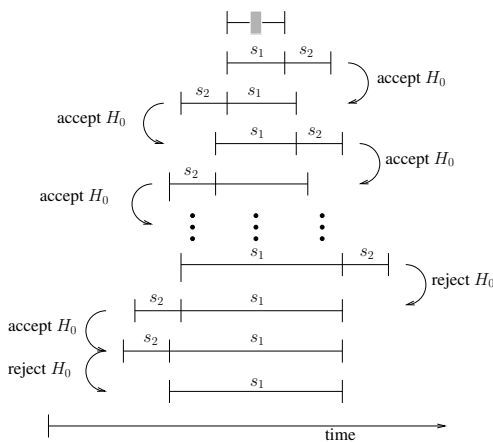 s₁ s₂
accept H₀
s₂ s₁
accept H₀
s₁ s₂
accept H₀
s₂
accept H₀
s₁ s₂
reject H₀
s₂ s₁
accept H₀
s₂ s₁
reject H₀
s₁
time